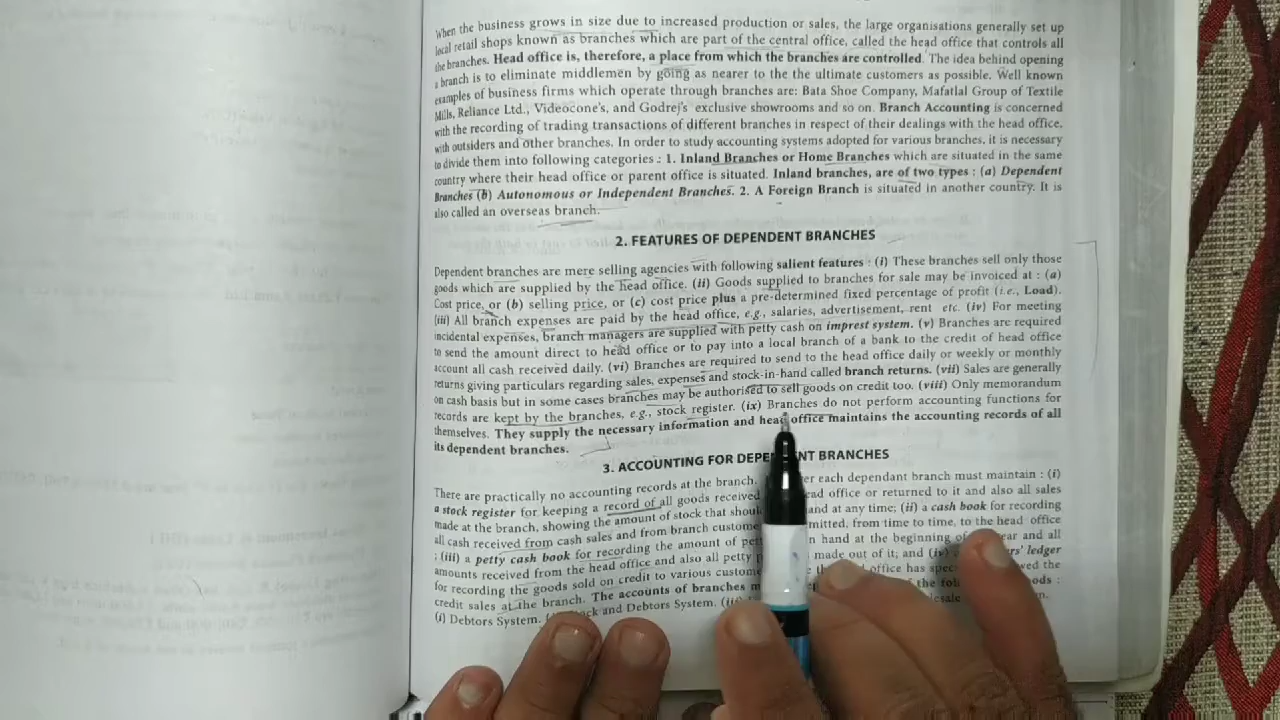 When the business grows in size due to increased production or sales, the large organisations generally set up
local retail shops known as branches which are part of the central office, called the head office that controls all
the branches. Head office is, therefore, a place from which the branches are controlled. The idea behind opening
a branch is to eliminate middlemen by going as nearer to the the ultimate customers as possible. Well known
examples of business firms which operate through branches are: Bata Shoe Company, Mafatlal Group of Textile
Mills, Reliance Ltd., Videocone's, and Godrej's exclusive showrooms and so on. Branch Accounting is concerned
with the recording of trading transactions of different branches in respect of their dealings with the head office,
with outsiders and other branches. In order to study accounting systems adopted for various branches, it is necessary
to divide them into following categories : 1. Inland Branches or Home Branches which are situated in the same
country where their head office or parent office is situated. Inland branches, are of two types : (a) Dependent
Branches (b) Autonomous or Independent Branches. 2. A Foreign Branch is situated in another country. It is
also called an overseas branch.
2. FEATURES OF DEPENDENT BRANCHES
Dependent branches are mere selling agencies with following salient features : (i) These branches sell only those
goods which are supplied by the head office. (ii) Goods supplied to branches for sale may be invoiced at : (a)
Cost price, or (b) selling price, or (c) cost price plus a pre-determined fixed percentage of profit (i.e., Load).
(iii) All branch expenses are paid by the head office, e.g., salaries, advertisement, rent etc. (iv) For meeting
incidental expenses, branch managers are supplied with petty cash on imprest system. (v) Branches are required
to send the amount direct to head office or to pay into a local branch of a bank to the credit of head office
account all cash received daily. (vi) Branches are required to send to the head office daily or weekly or monthly
returns giving particulars regarding sales, expenses and stock-in-hand called branch returns. (vii) Sales are generally
on cash basis but in some cases branches may be authorised to sell goods on credit too. (viii) Only memorandum
records are kept by the branches, e.g., stock register. (ix) Branches do not perform accounting functions for
themselves. They supply the necessary information and head office maintains the accounting records of all
its dependent branches.
3. ACCOUNTING FOR DEPENDENT BRANCHES
There are practically no accounting records at the branch. each dependant branch must maintain : (i)
a stock register for keeping a record of all goods received head office or returned to it and also all sales
made at the branch, showing the amount of stock that should hand at any time; (ii) a cash book for recording
all cash received from cash sales and from branch from time to time, to the head office
; (iii) a petty cash book for recording the amount of in hand at the beginning of and all
amounts received from the head office and also all petty made out of it; and ledger
for recording the goods sold on credit to various office has the
credit sales at the branch. The accounts of branches
(i) Debtors System. and Debtors System.